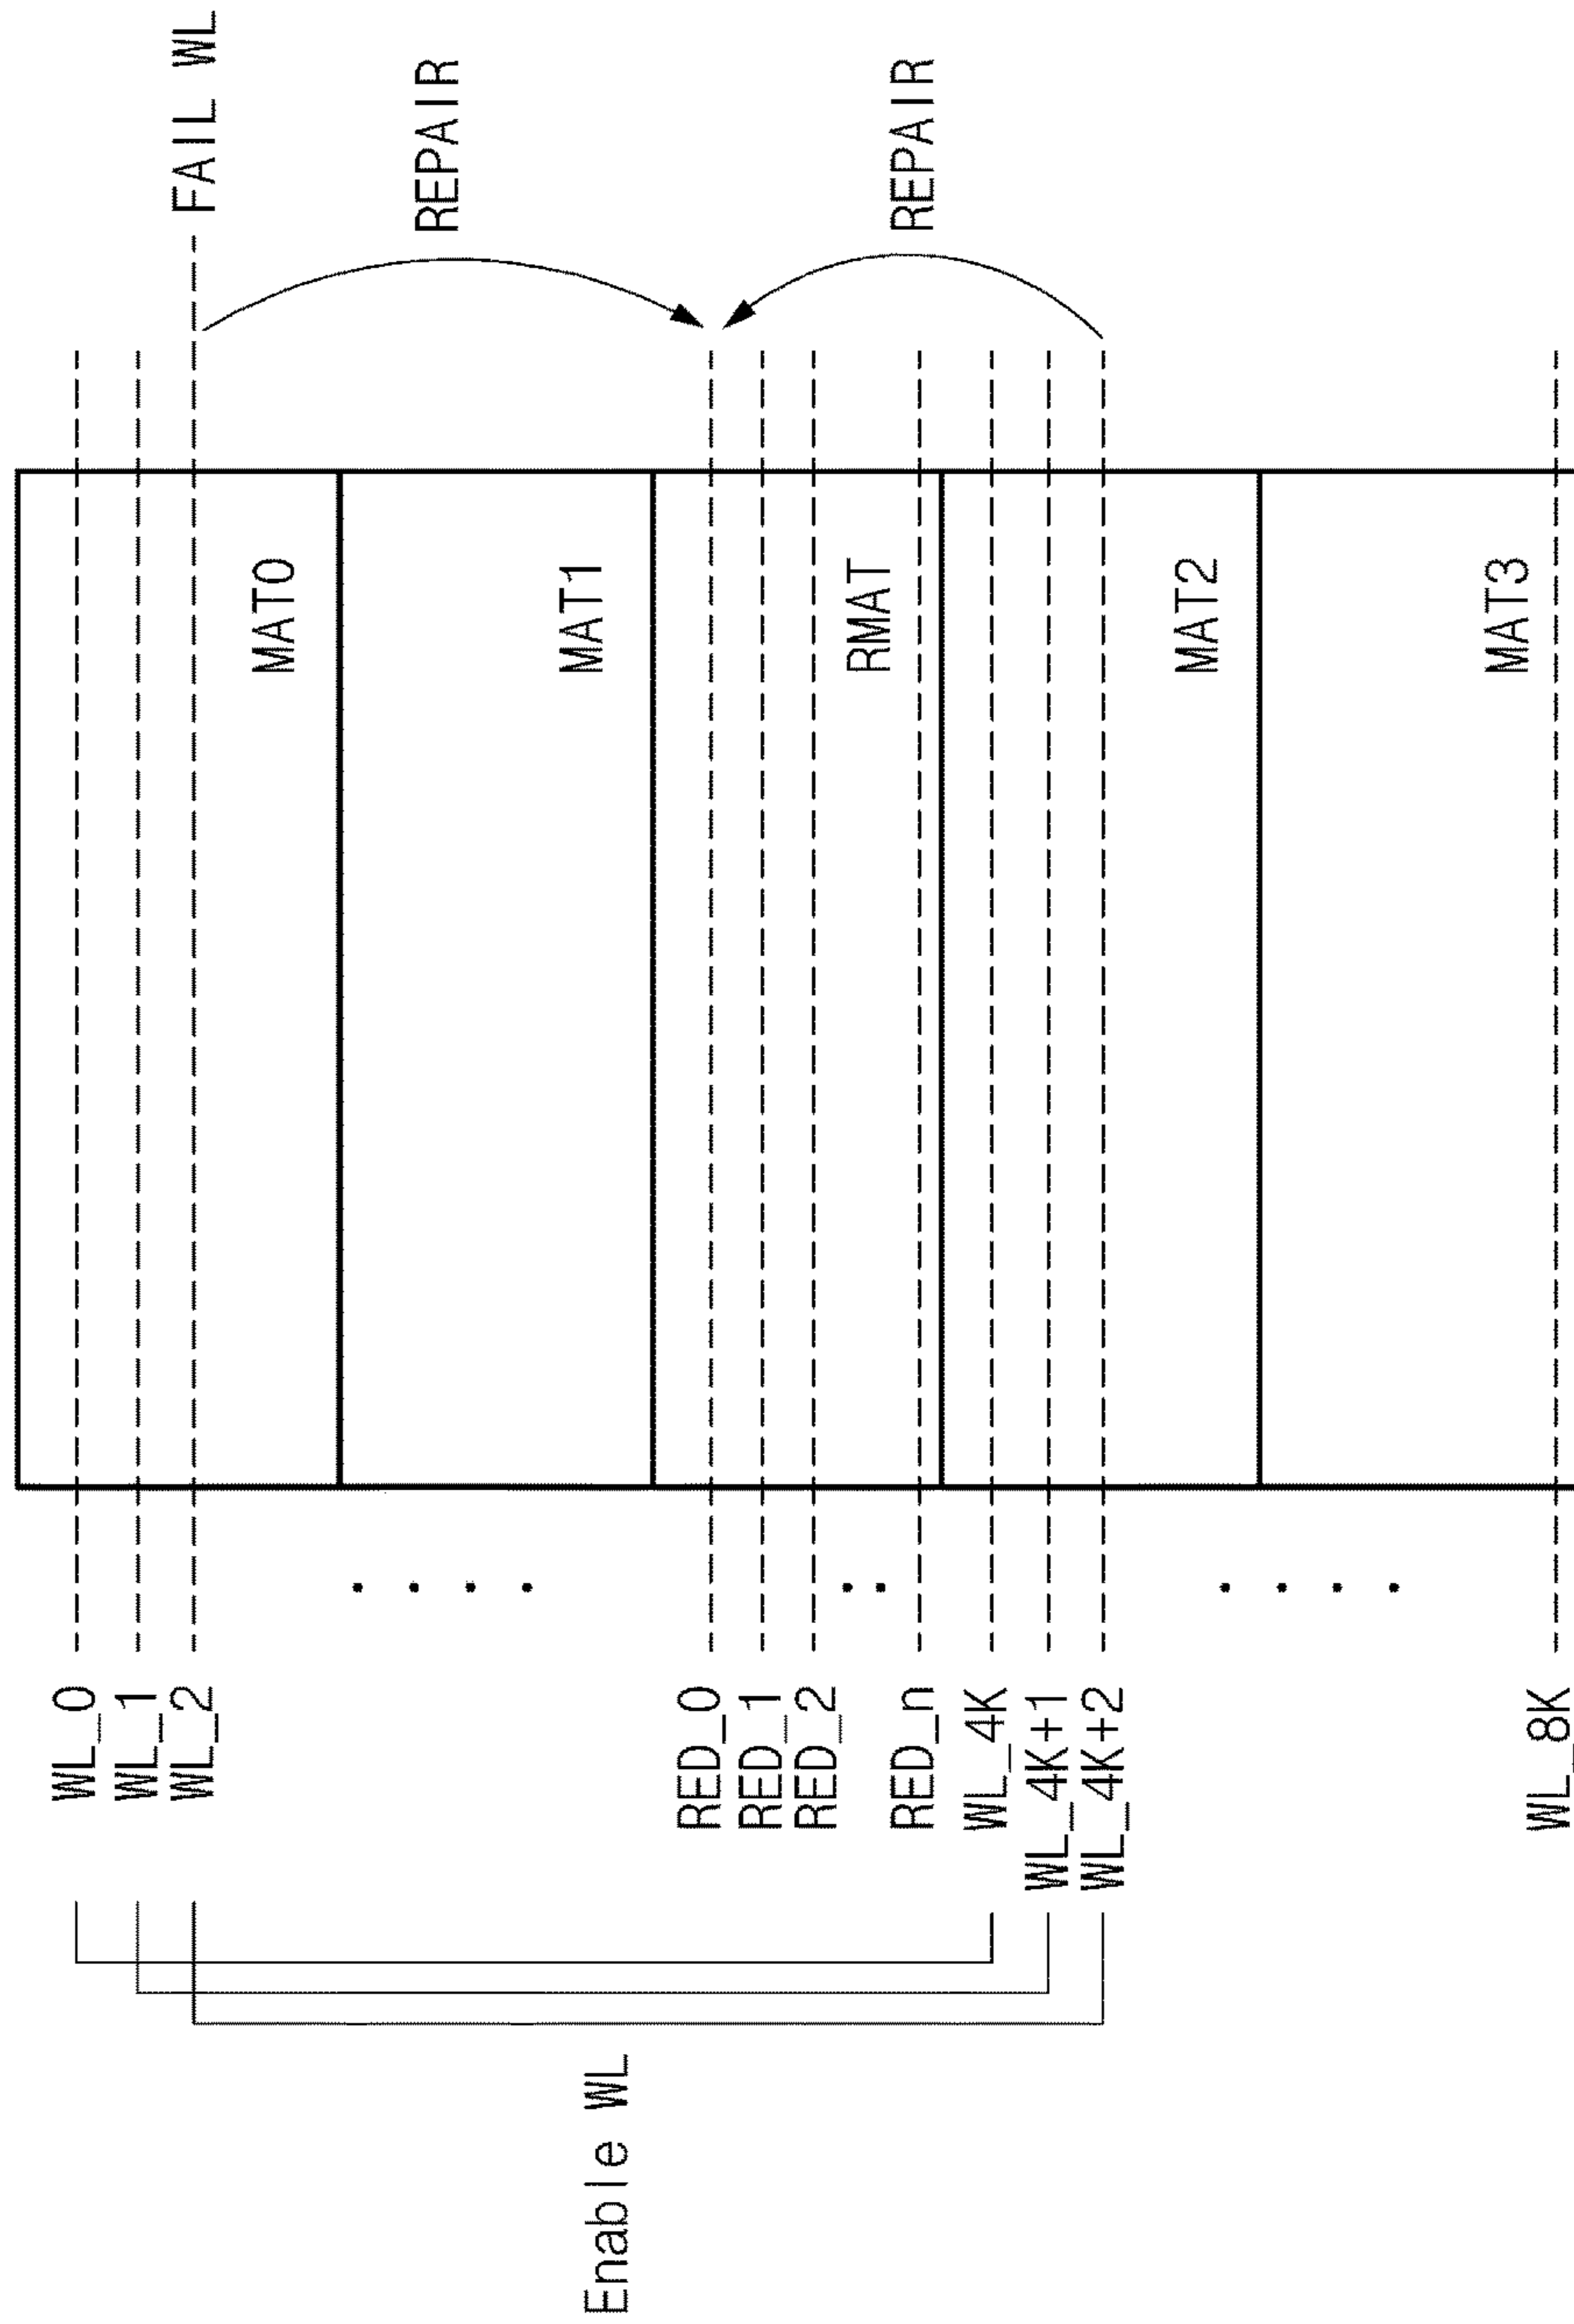 Enable WL
WL_0
WL_1
WL_2
RED_0
RED_1
RED_2
RED_n
WL_4K
WL_4K+1
WL_4K+2
WL_8K
MAT0
MAT1
RMAT
MAT2
MAT3
FAIL WL
REPAIR
REPAIR